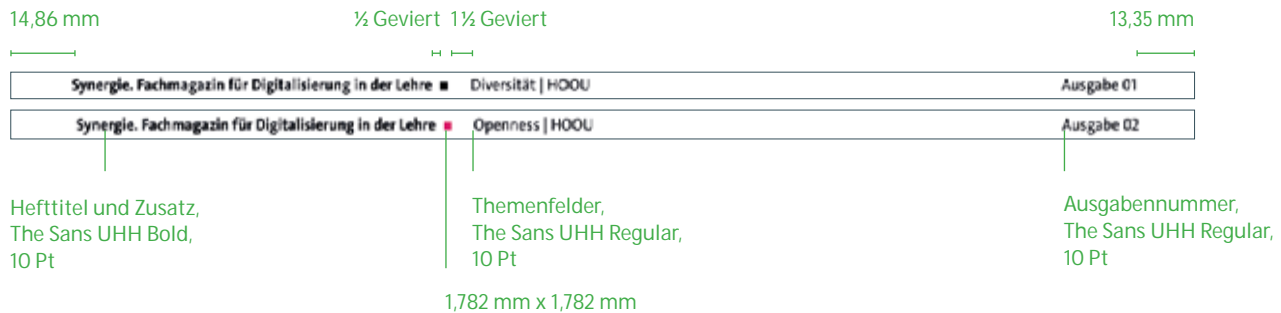 14,86 mm ½ Geviert 1½ Geviert 13,35 mm
Synergie. Fachmagazin für Digitalisierung in der Lehre ■ Diversität | HOOU Ausgabe 01
Synergie. Fachmagazin für Digitalisierung in der Lehre ■ Openness | HOOU Ausgabe 02
Hefttitel und Zusatz,
The Sans UHH Bold,
10 Pt
Themenfelder,
The Sans UHH Regular,
10 Pt
Ausgabennummer,
The Sans UHH Regular,
10 Pt
1,782 mm x 1,782 mm